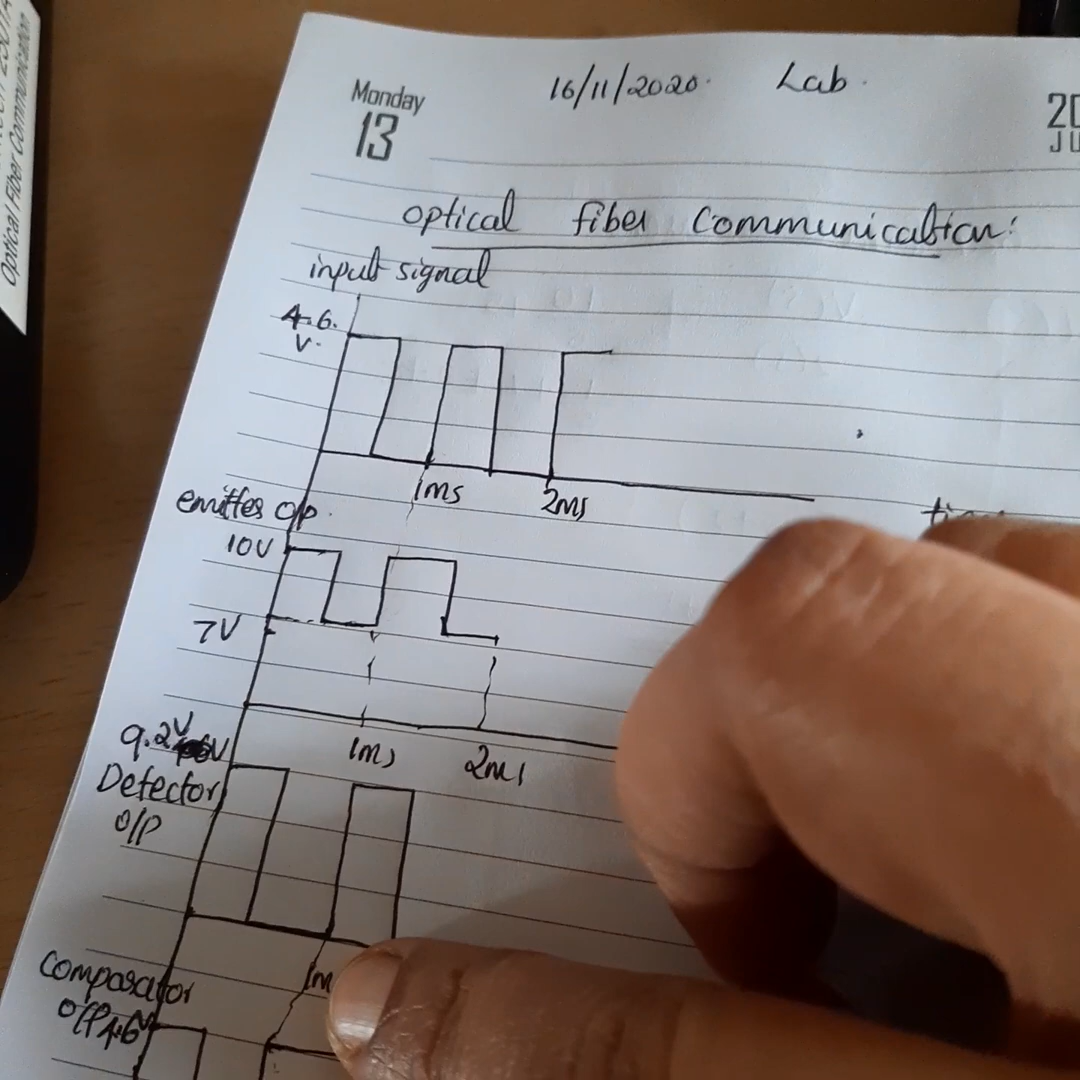 Optical Fiber Communication
16/11/2020. Lab.
Monday
13
optical fiber Communication:
input signal
4.6.
V.
1ms
2ms
emitter o/p.
10V
7V
1ms
2ms
9.2V
Detector
O/P
Comparator
O/P 4.6V